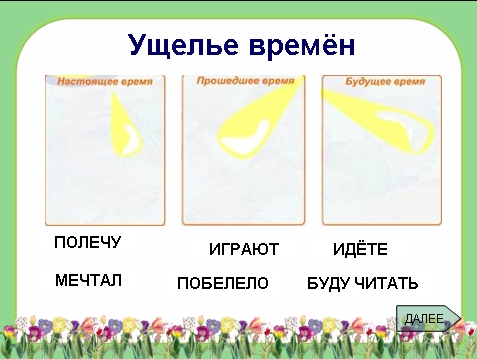 Ущелье времён
Настоящее время
Прошедшее время
Будущее время
ПОЛЕЧУ
ИГРАЮТ
ИДЁТЕ
МЕЧТАЛ
ПОБЕЛЕЛО
БУДУ ЧИТАТЬ
ДАЛЕЕ